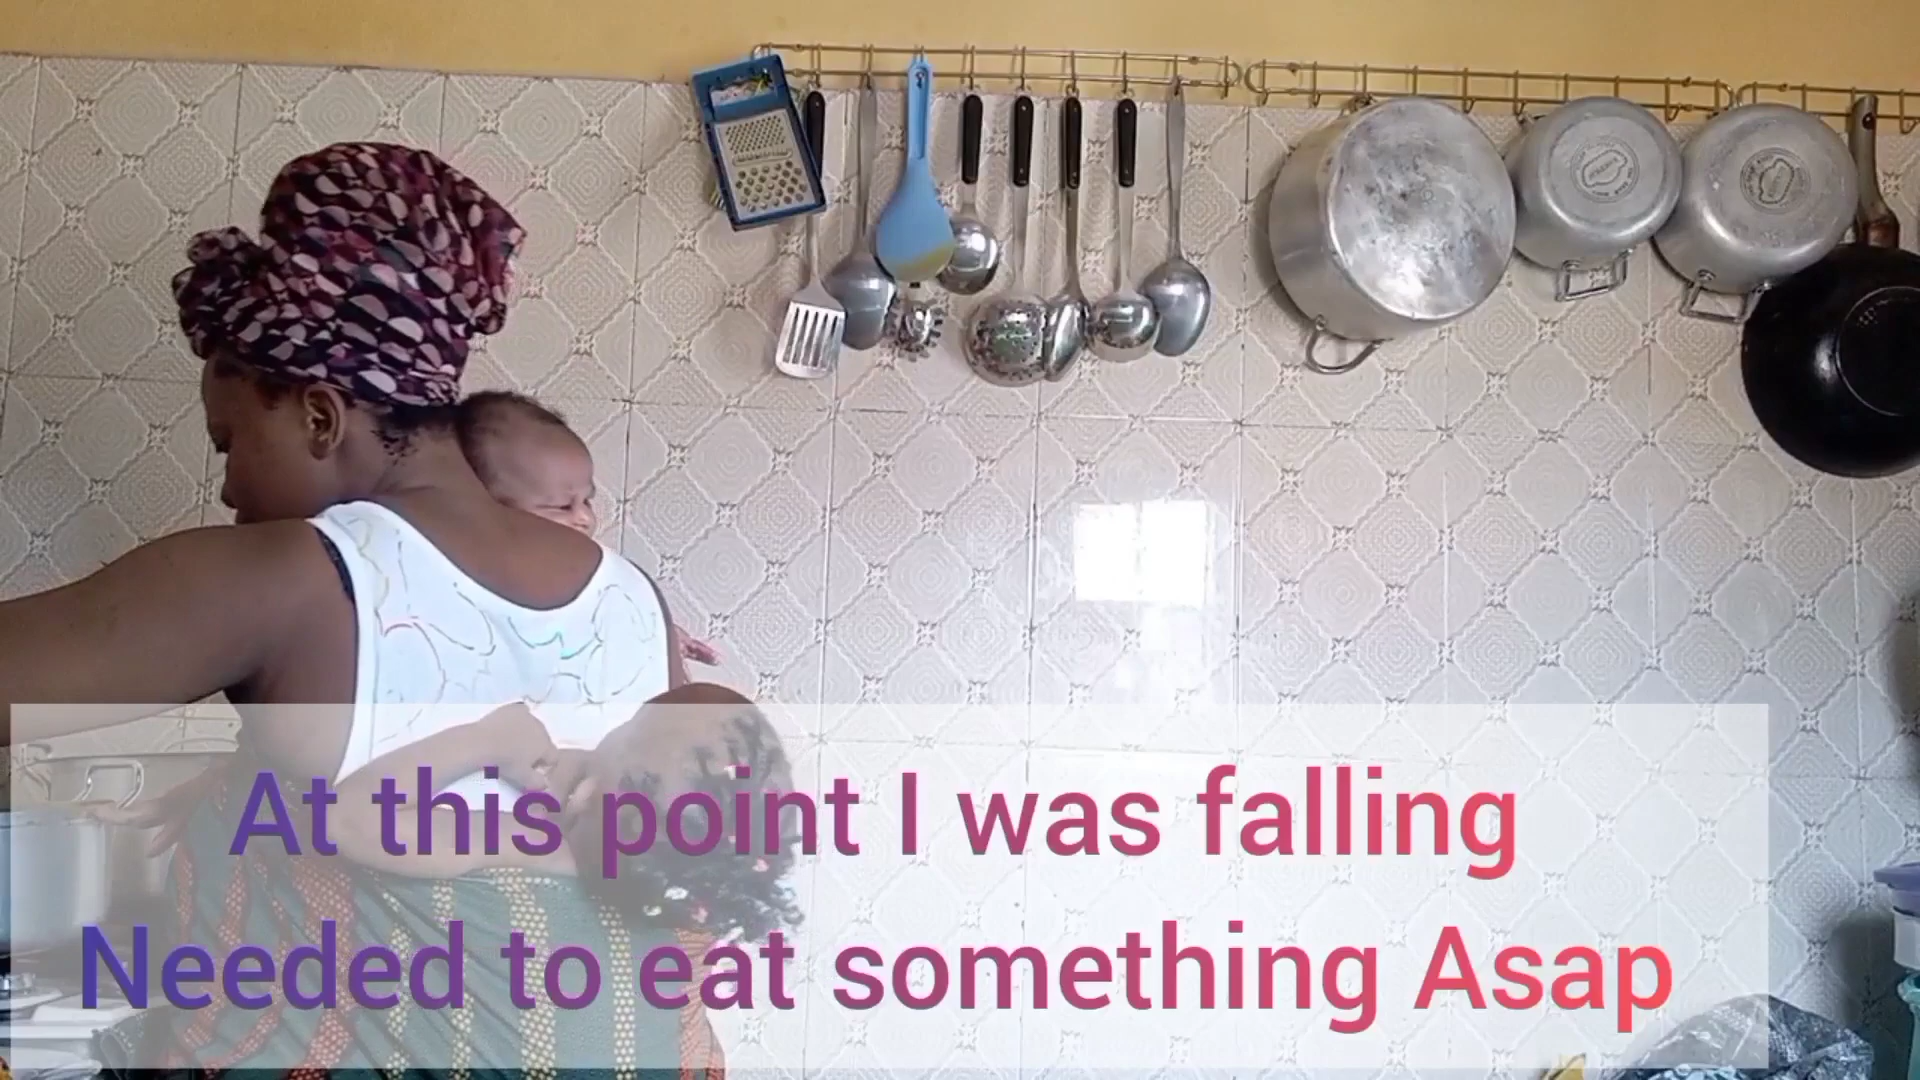 At this point I was falling
Needed to eat something Asap